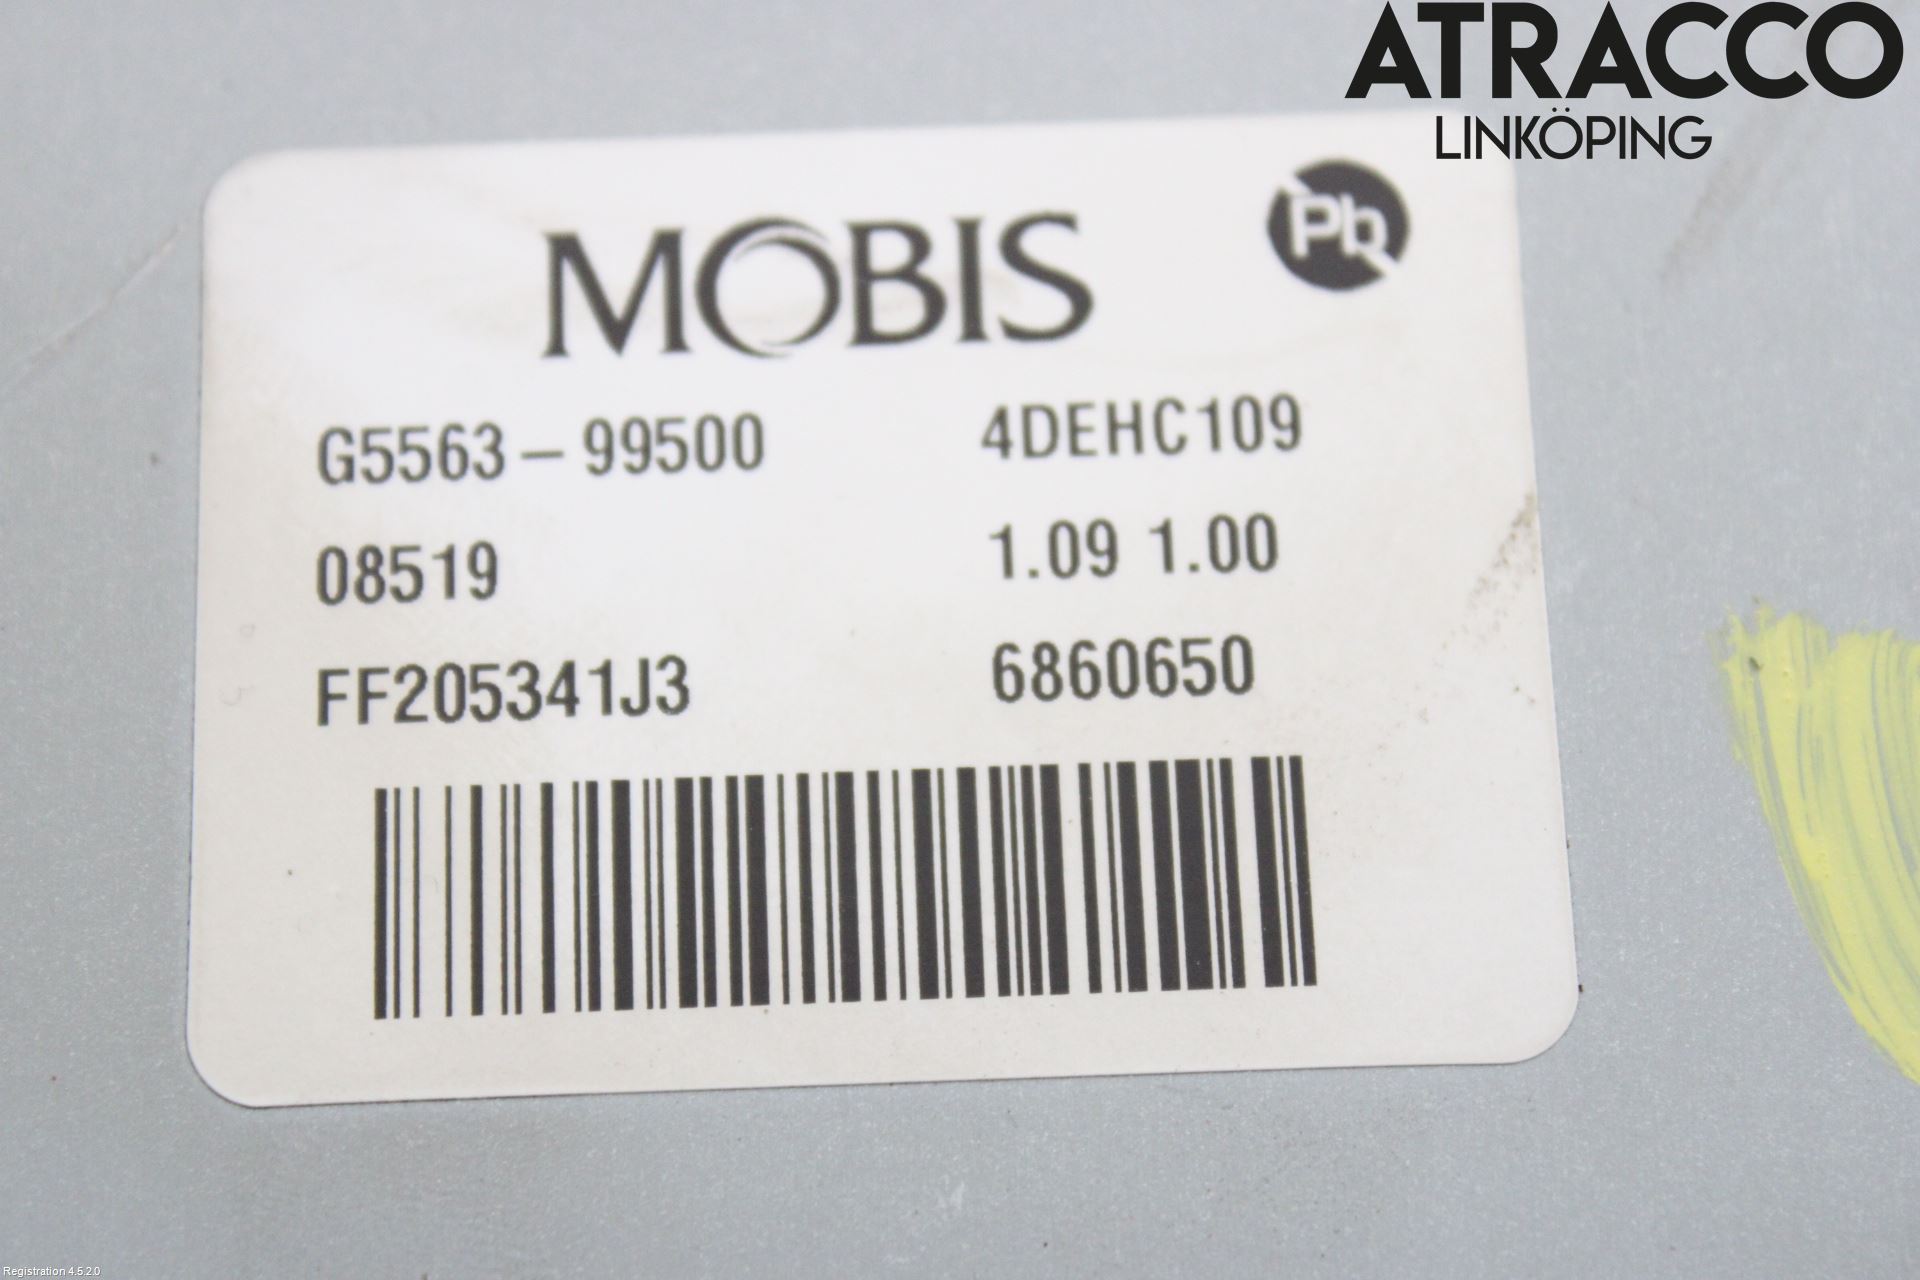 ATRACCO
LINKÖPING
MOBIS
Pb
G5563-99500 4DEHC109
08519 1.09 1.00
FF205341J3 6860650
Registration 4.5.2.0